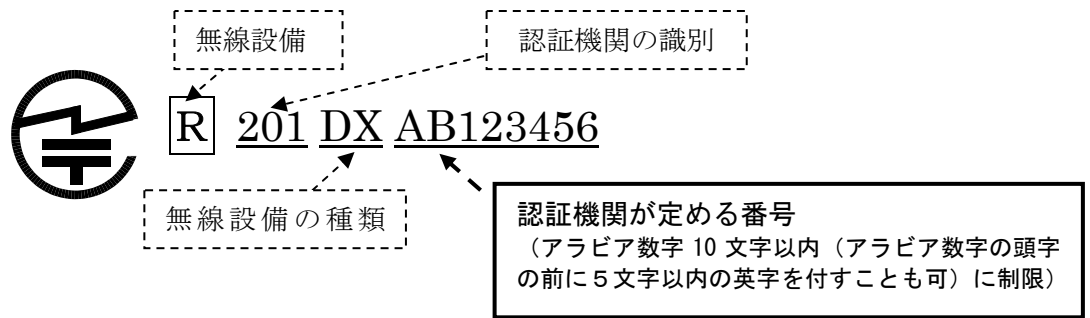 無線設備
認証機関の識別
R 201 DX AB123456
無線設備の種類
認証機関が定める番号
（アラビア数字 10 文字以内（アラビア数字の頭字
の前に５文字以内の英字を付すことも可）に制限）